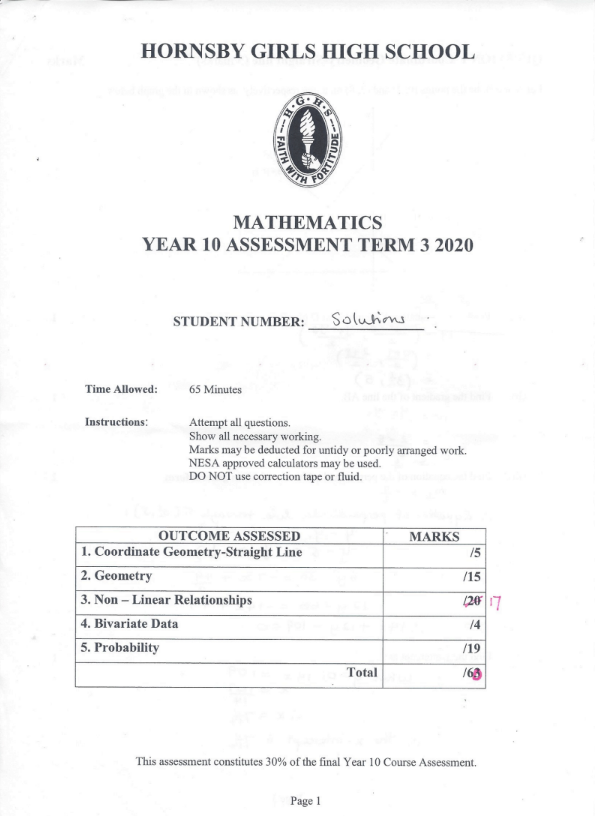 HORNSBY GIRLS HIGH SCHOOL
H·G·H·S
FAITH WITH FORTITUDE
MATHEMATICS
YEAR 10 ASSESSMENT TERM 3 2020
STUDENT NUMBER: Solutions
Time Allowed: 65 Minutes
Instructions: Attempt all questions.
Show all necessary working.
Marks may be deducted for untidy or poorly arranged work.
NESA approved calculators may be used.
DO NOT use correction tape or fluid.
OUTCOME ASSESSED MARKS
1. Coordinate Geometry-Straight Line /5
2. Geometry /15
3. Non – Linear Relationships /20 17
4. Bivariate Data /4
5. Probability /19
Total /60
This assessment constitutes 30% of the final Year 10 Course Assessment.
Page 1